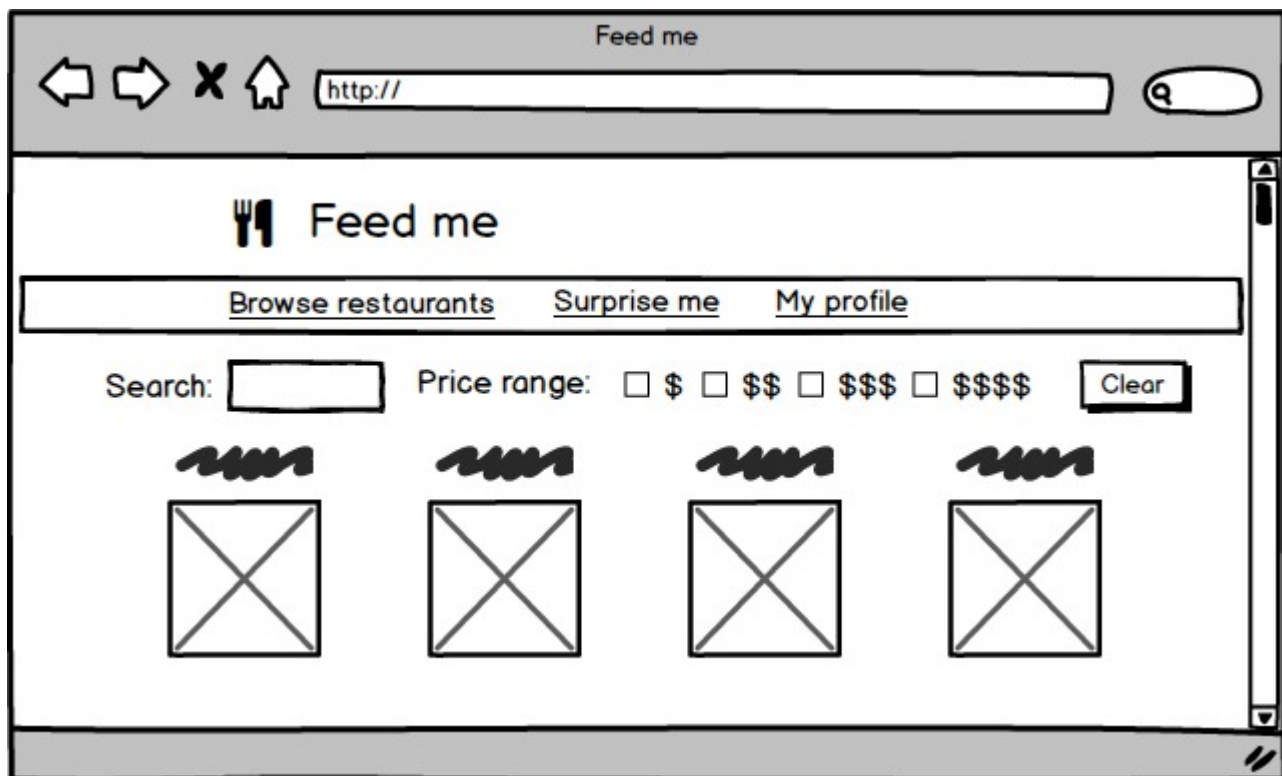 Feed me
http://
Feed me
Browse restaurants Surprise me My profile
Search: Price range: $ $$ $$$ $$$$ Clear